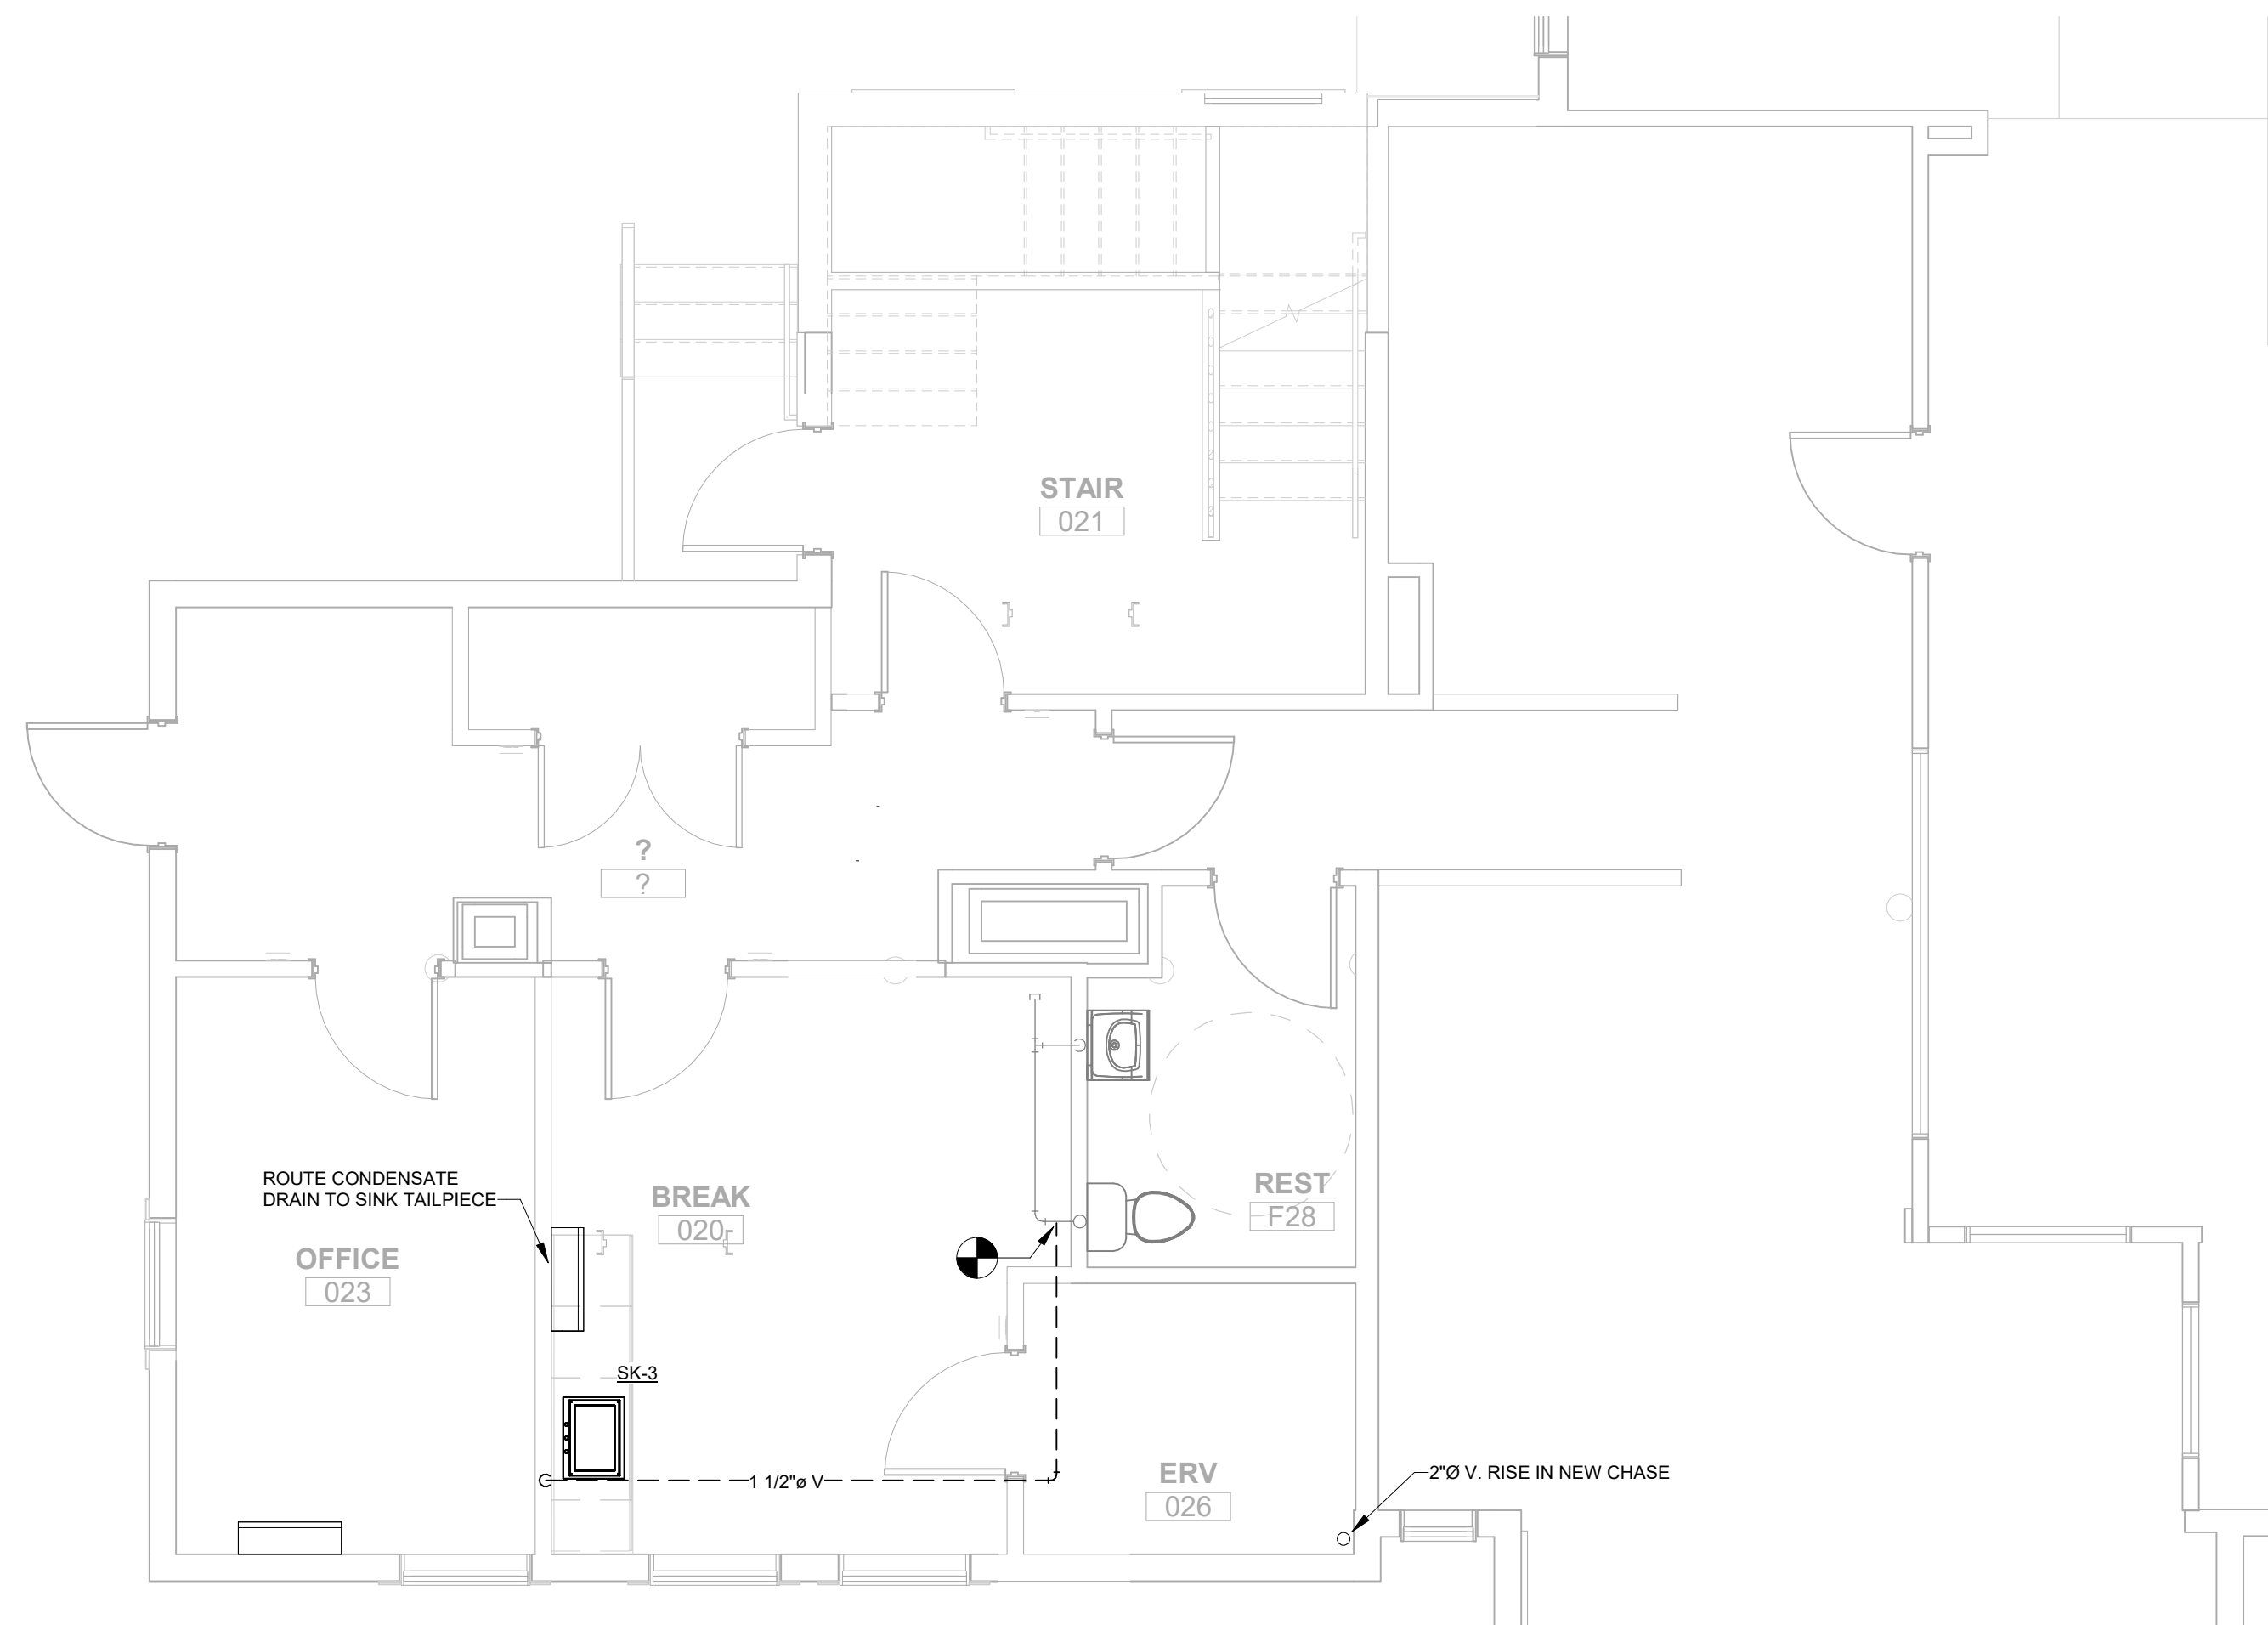 STAIR
021
?
?
ROUTE CONDENSATE
DRAIN TO SINK TAILPIECE
BREAK
020
REST
F28
OFFICE
023
SK-3
1 1/2"ø V
ERV
026
2"Ø V. RISE IN NEW CHASE